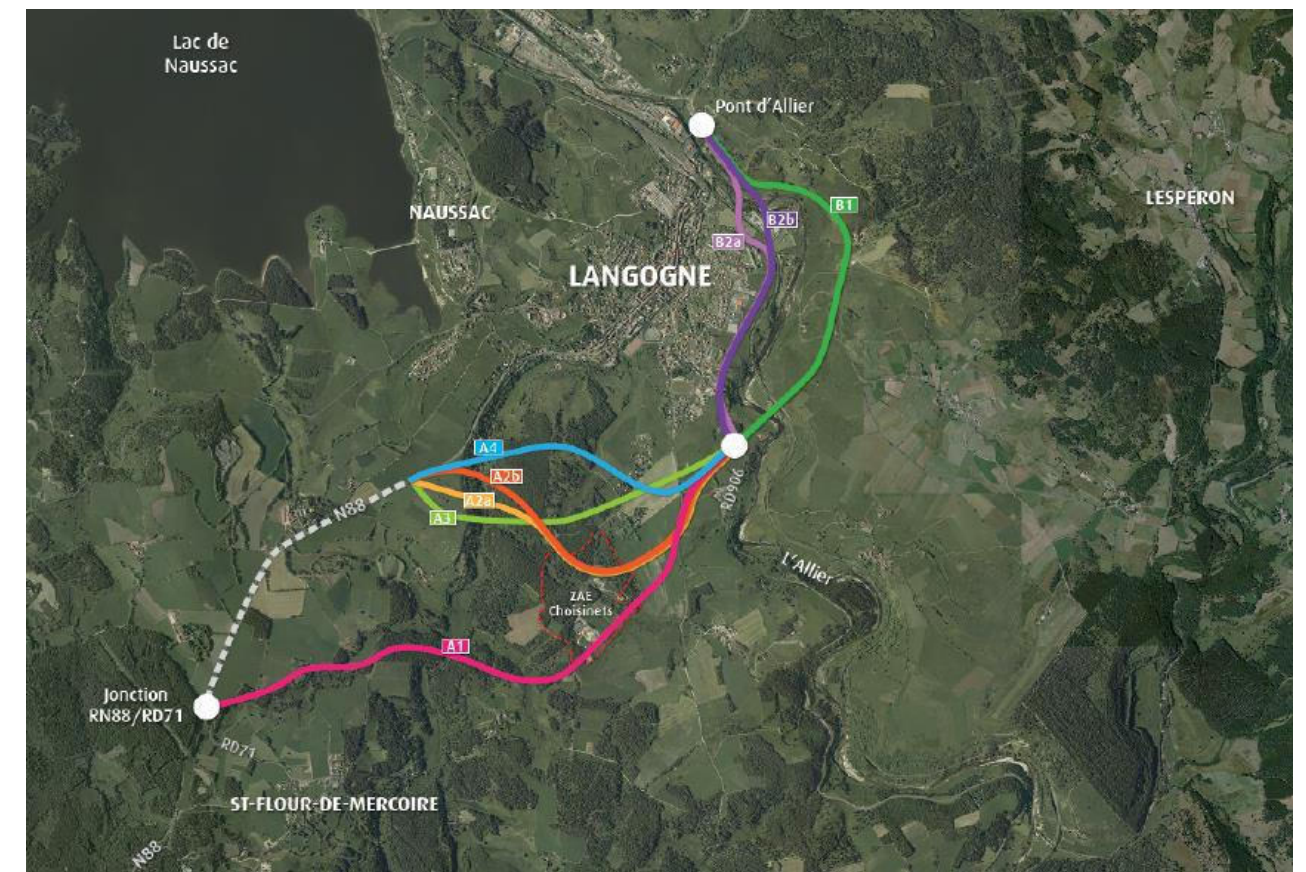 Lac de
Naussac
Pont d'Allier
LESPERON
B1
NAUSSAC
B2b
B2a
LANGOGNE
A4
A2b
A2a
RD906
N88
A3
L'Allier
ZAE
Choisinets
A1
Jonction
RN88/RD71
RD71
ST-FLOUR-DE-MERCOIRE
N88